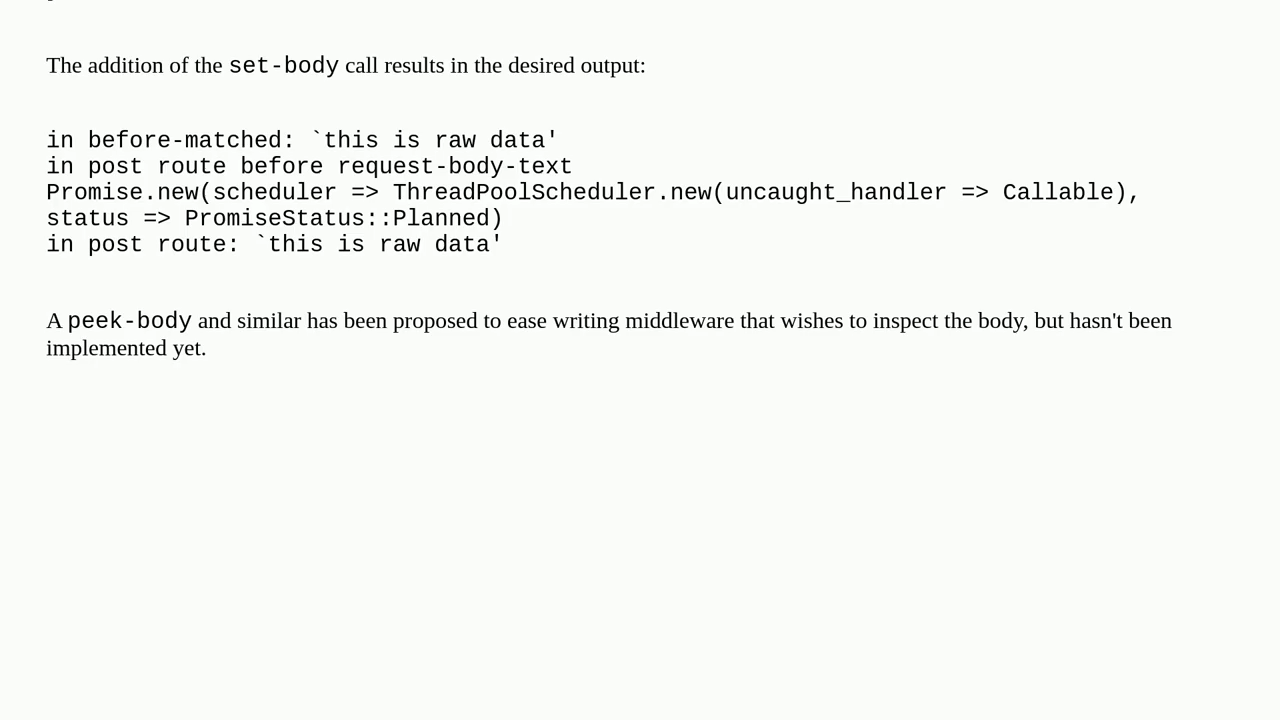 The addition of the set-body call results in the desired output:
in before-matched: `this is raw data'
in post route before request-body-text
Promise.new(scheduler => ThreadPoolScheduler.new(uncaught_handler => Callable),
status => PromiseStatus::Planned)
in post route: `this is raw data'
A peek-body and similar has been proposed to ease writing middleware that wishes to inspect the body, but hasn't been
implemented yet.